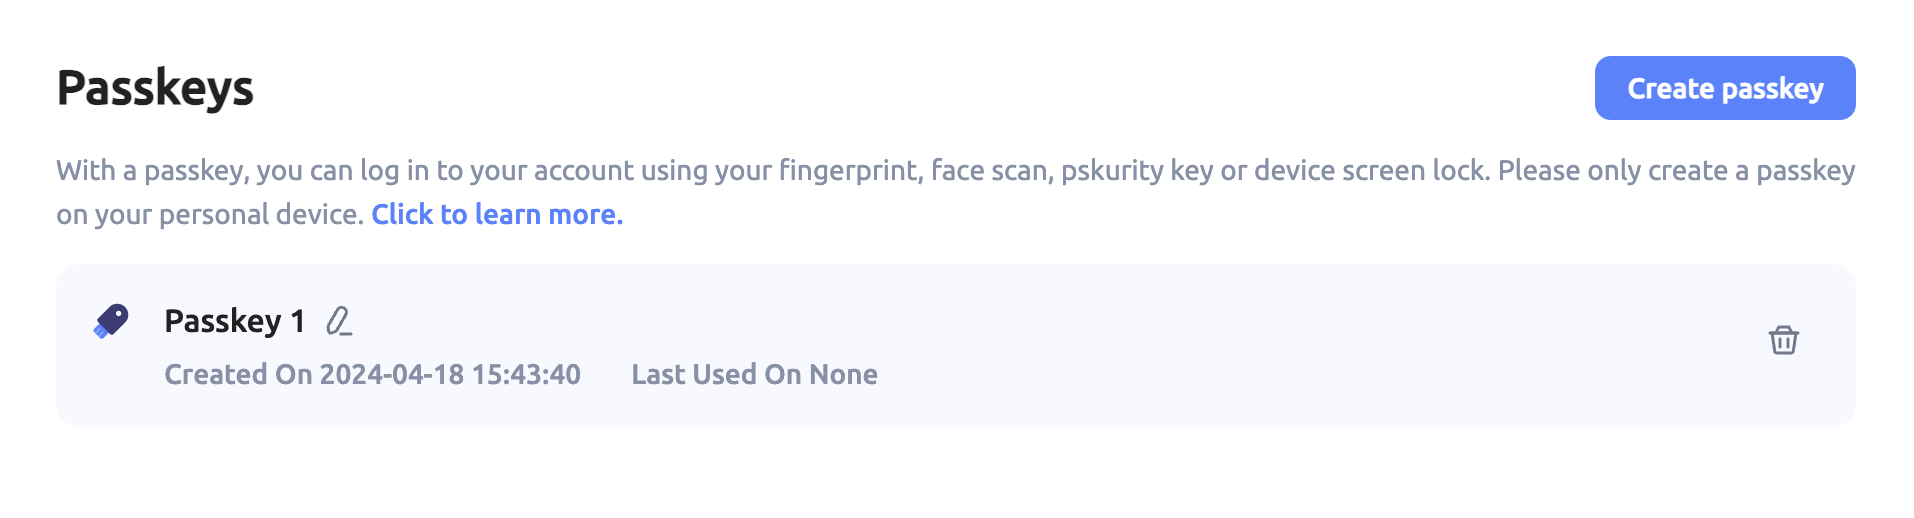 Passkeys
Create passkey
With a passkey, you can log in to your account using your fingerprint, face scan, pskurity key or device screen lock. Please only create a passkey
on your personal device. Click to learn more.
Passkey 1
Created On 2024-04-18 15:43:40 Last Used On None